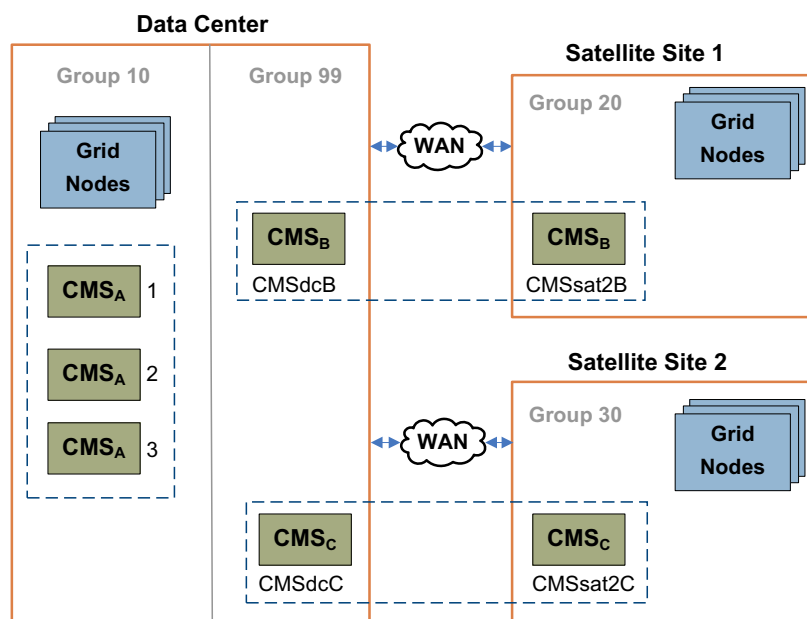 Data Center
Group 10
Group 99
Grid
Nodes
CMSA 1
CMSA 2
CMSA 3
CMSB
CMSdcB
CMSC
CMSdcC
WAN
WAN
Satellite Site 1
Group 20
Grid
Nodes
CMSB
CMSsat2B
Satellite Site 2
Group 30
Grid
Nodes
CMSC
CMSsat2C